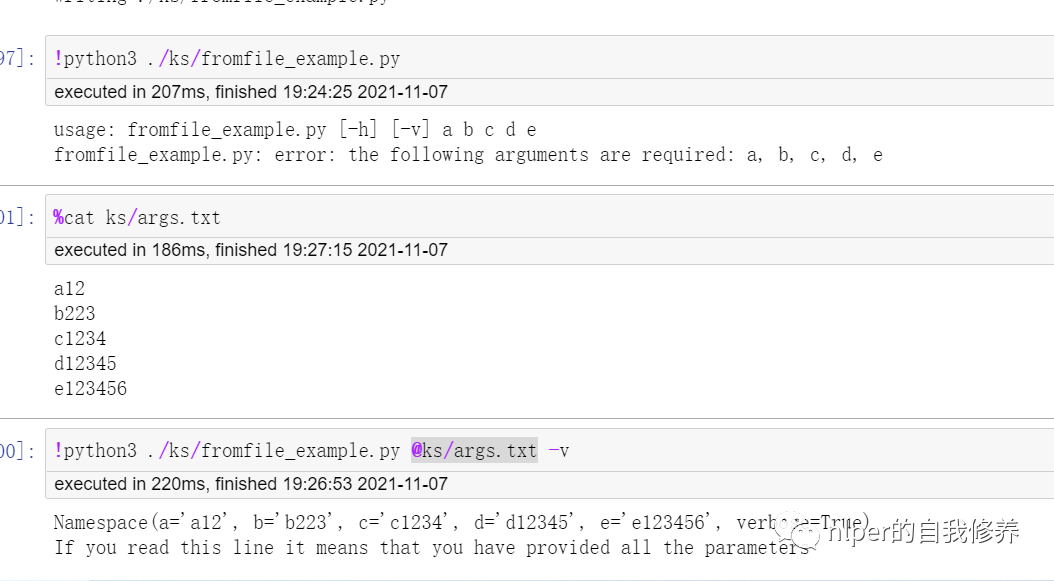 97]:
!python3 ./ks/fromfile_example.py
executed in 207ms, finished 19:24:25 2021-11-07
usage: fromfile_example.py [-h] [-v] a b c d e
fromfile_example.py: error: the following arguments are required: a, b, c, d, e
01]:
%cat ks/args.txt
executed in 186ms, finished 19:27:15 2021-11-07
a12
b223
c1234
d12345
e123456
00]:
!python3 ./ks/fromfile_example.py @ks/args.txt -v
executed in 220ms, finished 19:26:53 2021-11-07
Namespace(a='a12', b='b223', c='c1234', d='d12345', e='e123456', verbose=True)
If you read this line it means that you have provided all the parameters
nlper的自我修养